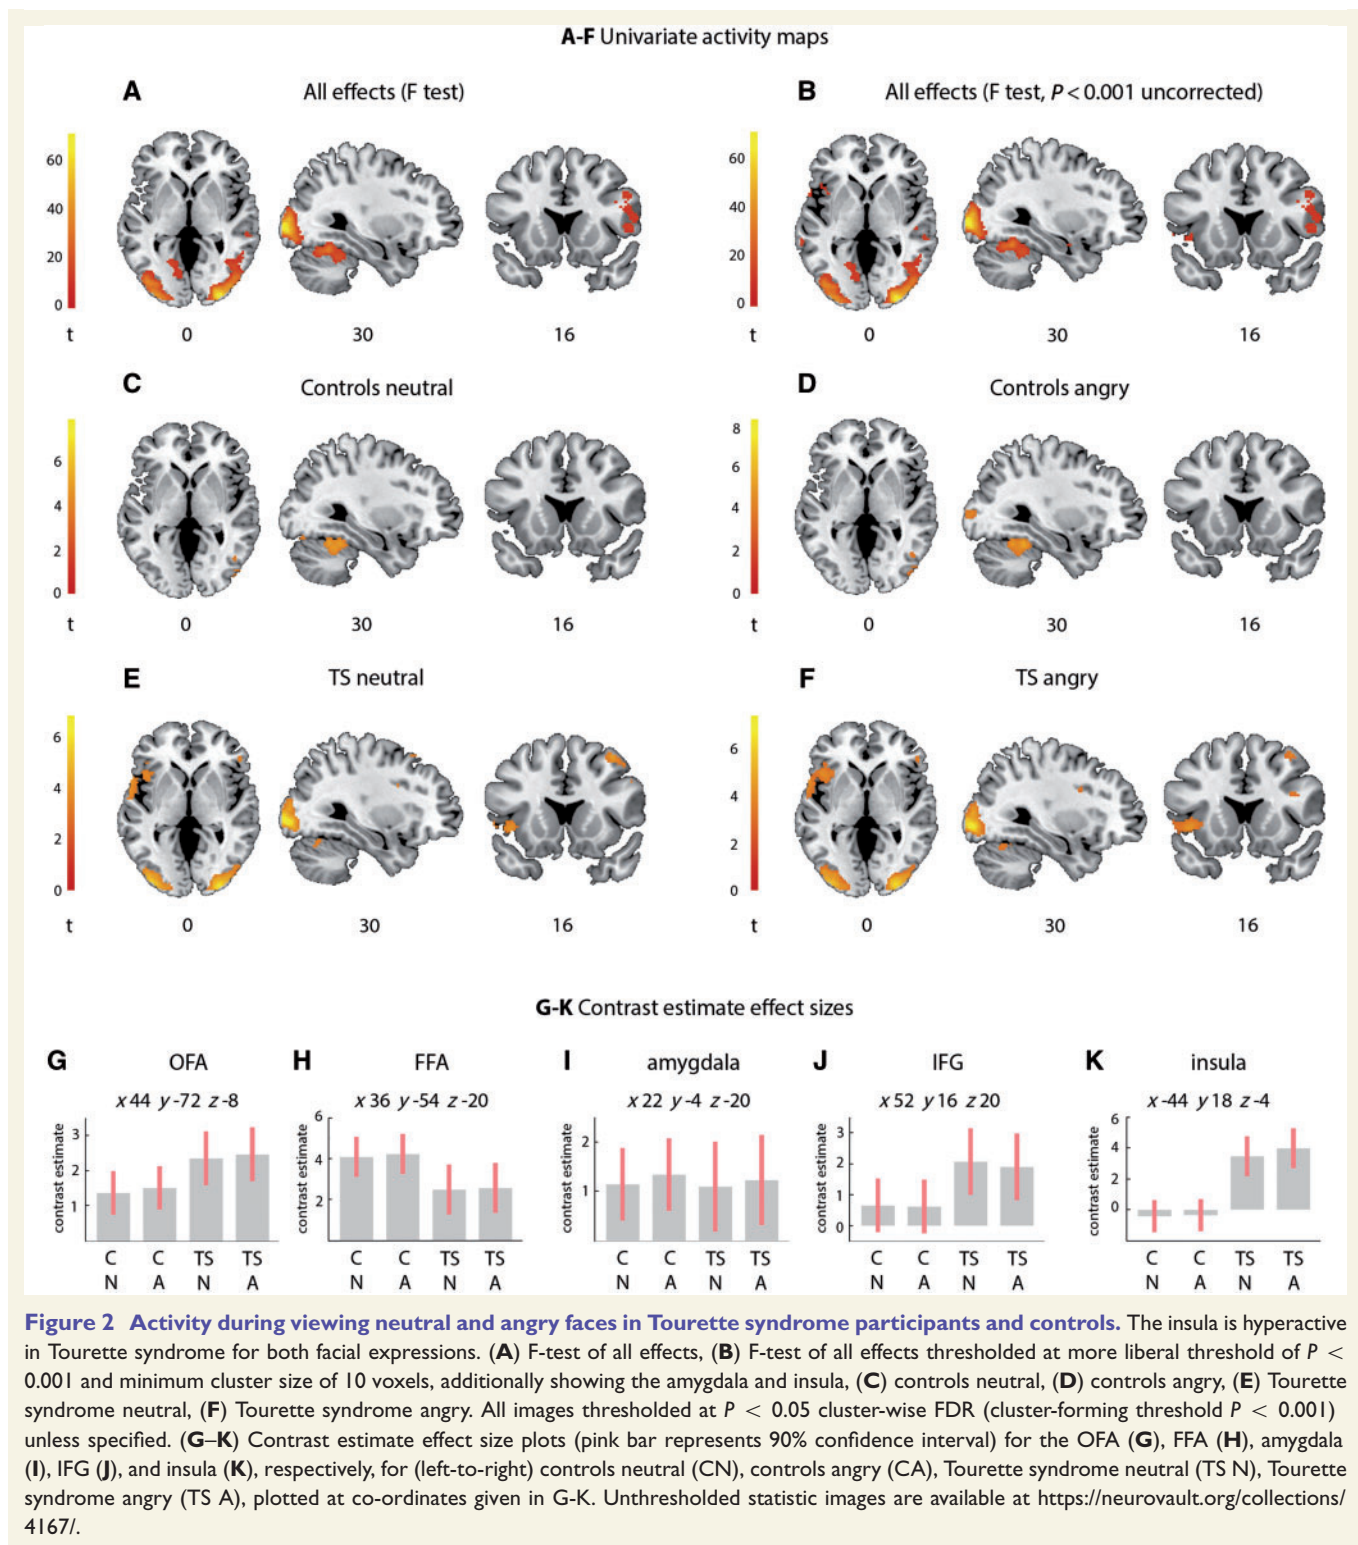 A-F Univariate activity maps
A All effects (F test)
B All effects (F test, P < 0.001 uncorrected)
60
40
20
0
t
0 30 16
60
40
20
0
t
0 30 16
C Controls neutral
D Controls angry
6
4
2
0
t
0 30 16
8
6
4
2
0
t
0 30 16
E TS neutral
F TS angry
6
4
2
0
t
0 30 16
6
4
2
0
t
0 30 16
G-K Contrast estimate effect sizes
G OFA
x 44 y -72 z -8
contrast estimate
3
2
1
C C TS TS
N A N A
H FFA
x 36 y -54 z -20
contrast estimate
6
4
2
C C TS TS
N A N A
I amygdala
x 22 y -4 z -20
contrast estimate
2
1
C C TS TS
N A N A
J IFG
x 52 y 16 z 20
contrast estimate
3
2
1
0
C C TS TS
N A N A
K insula
x -44 y 18 z -4
contrast estimate
6
4
2
0
C C TS TS
N A N A
Figure 2 Activity during viewing neutral and angry faces in Tourette syndrome participants and controls. The insula is hyperactive
in Tourette syndrome for both facial expressions. (A) F-test of all effects, (B) F-test of all effects thresholded at more liberal threshold of P <
0.001 and minimum cluster size of 10 voxels, additionally showing the amygdala and insula, (C) controls neutral, (D) controls angry, (E) Tourette
syndrome neutral, (F) Tourette syndrome angry. All images thresholded at P < 0.05 cluster-wise FDR (cluster-forming threshold P < 0.001)
unless specified. (G–K) Contrast estimate effect size plots (pink bar represents 90% confidence interval) for the OFA (G), FFA (H), amygdala
(I), IFG (J), and insula (K), respectively, for (left-to-right) controls neutral (CN), controls angry (CA), Tourette syndrome neutral (TS N), Tourette
syndrome angry (TS A), plotted at co-ordinates given in G-K. Unthresholded statistic images are available at https://neurovault.org/collections/
4167/.